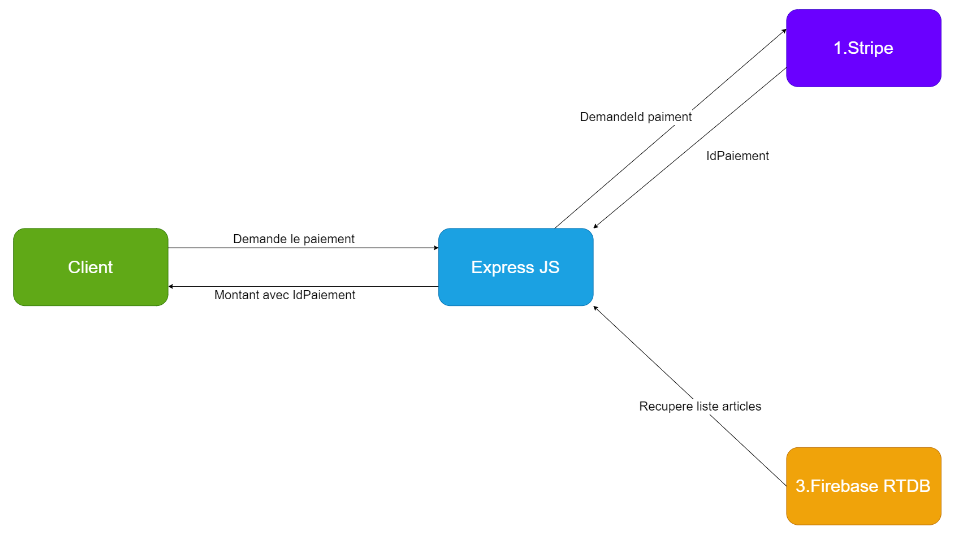 1.Stripe
DemandeId paiment
IdPaiement
Demande le paiement
Client
Express JS
Montant avec IdPaiement
Recupere liste articles
3.Firebase RTDB